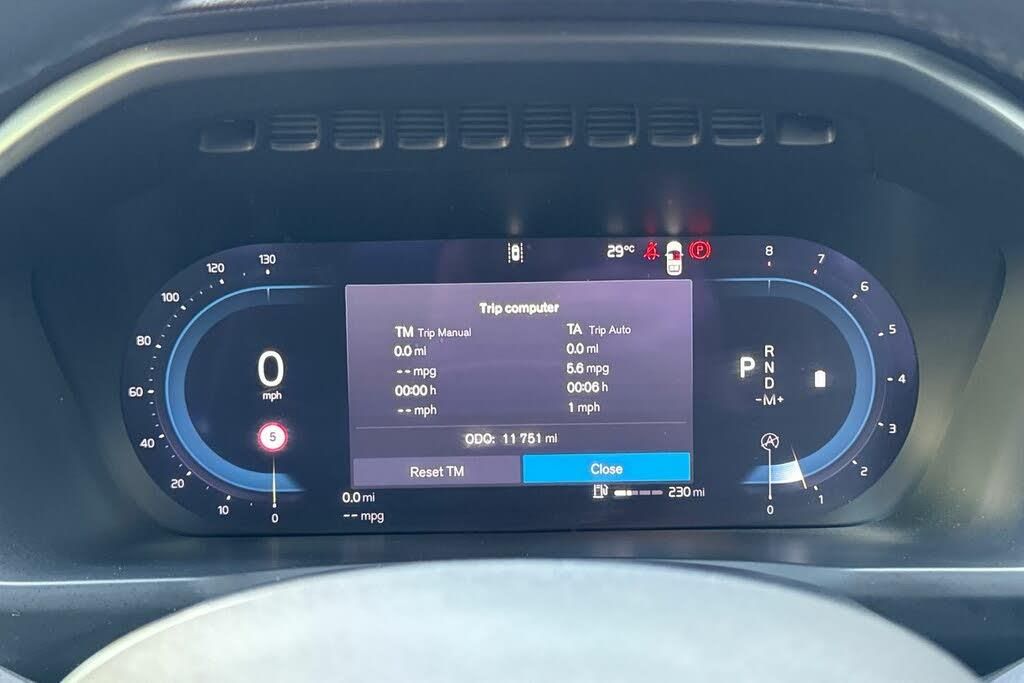 29°C
P
130
120
100
80
60
40
20
10
0
0
mph
5
Trip computer
TM Trip Manual
TA Trip Auto
0.0 mi
0.0 mi
-- mpg
5.6 mpg
00:00 h
00:06 h
-- mph
1 mph
ODO: 11 751 mi
Reset TM
Close
0.0 mi
230 mi
-- mpg
8
7
6
5
4
3
2
1
0
P
R
N
D
-M+
A